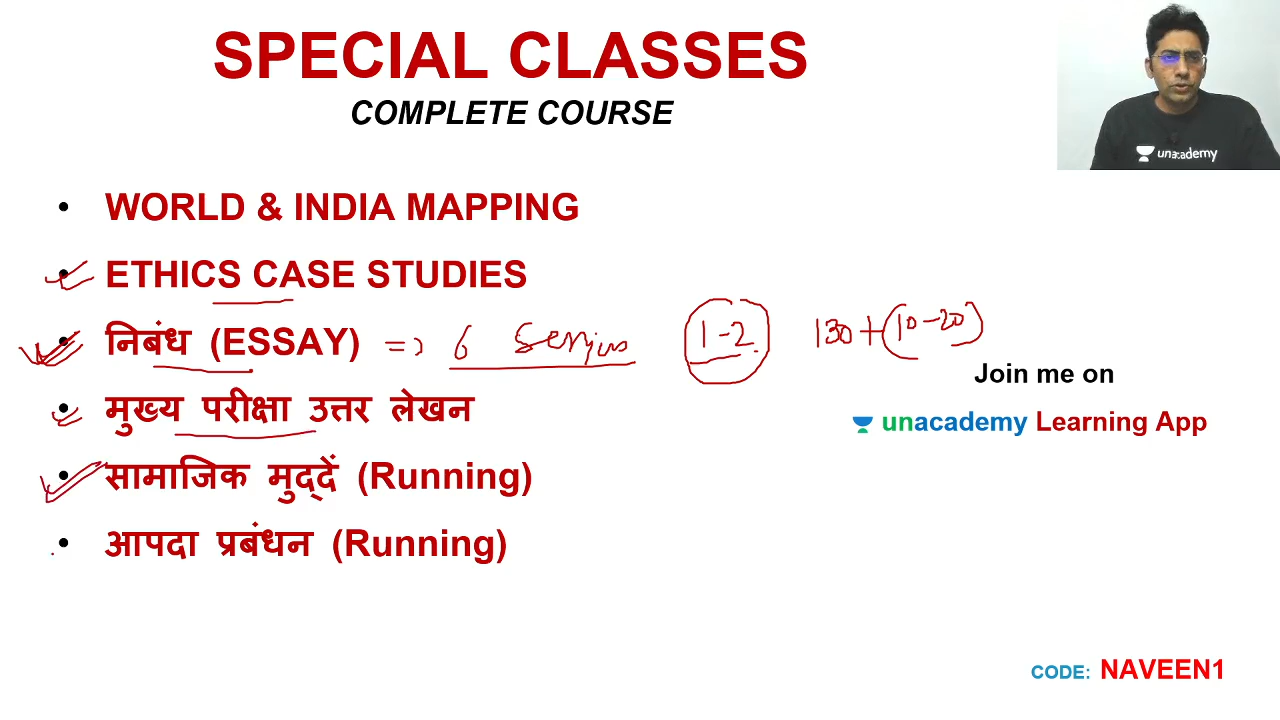 SPECIAL CLASSES
COMPLETE COURSE
unacademy
• WORLD & INDIA MAPPING
• ETHICS CASE STUDIES
• निबंध (ESSAY) => 6 1-2 130+(10-20)
Join me on
• मुख्य परीक्षा उत्तर लेखन
unacademy Learning App
• सामाजिक मुद्दें (Running)
• आपदा प्रबंधन (Running)
CODE: NAVEEN1